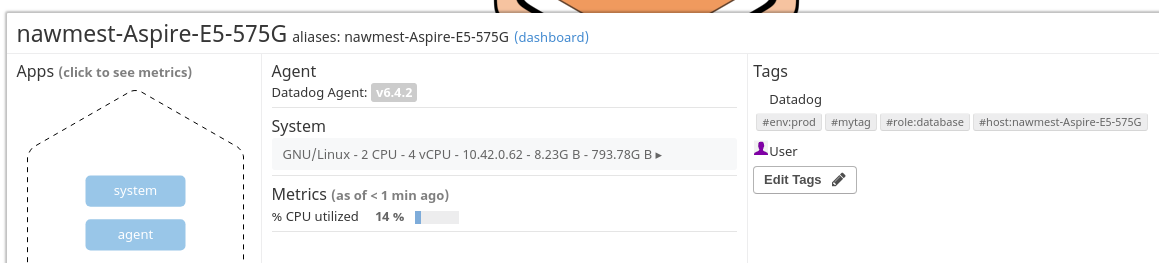 nawmest-Aspire-E5-575G aliases: nawmest-Aspire-E5-575G (dashboard)
Apps (click to see metrics)
system
agent
Agent
Datadog Agent: v6.4.2
System
GNU/Linux - 2 CPU - 4 vCPU - 10.42.0.62 - 8.23G B - 793.78G B ▸
Metrics (as of < 1 min ago)
% CPU utilized 14 %
Tags
Datadog
#env:prod #mytag #role:database #host:nawmest-Aspire-E5-575G
User
Edit Tags